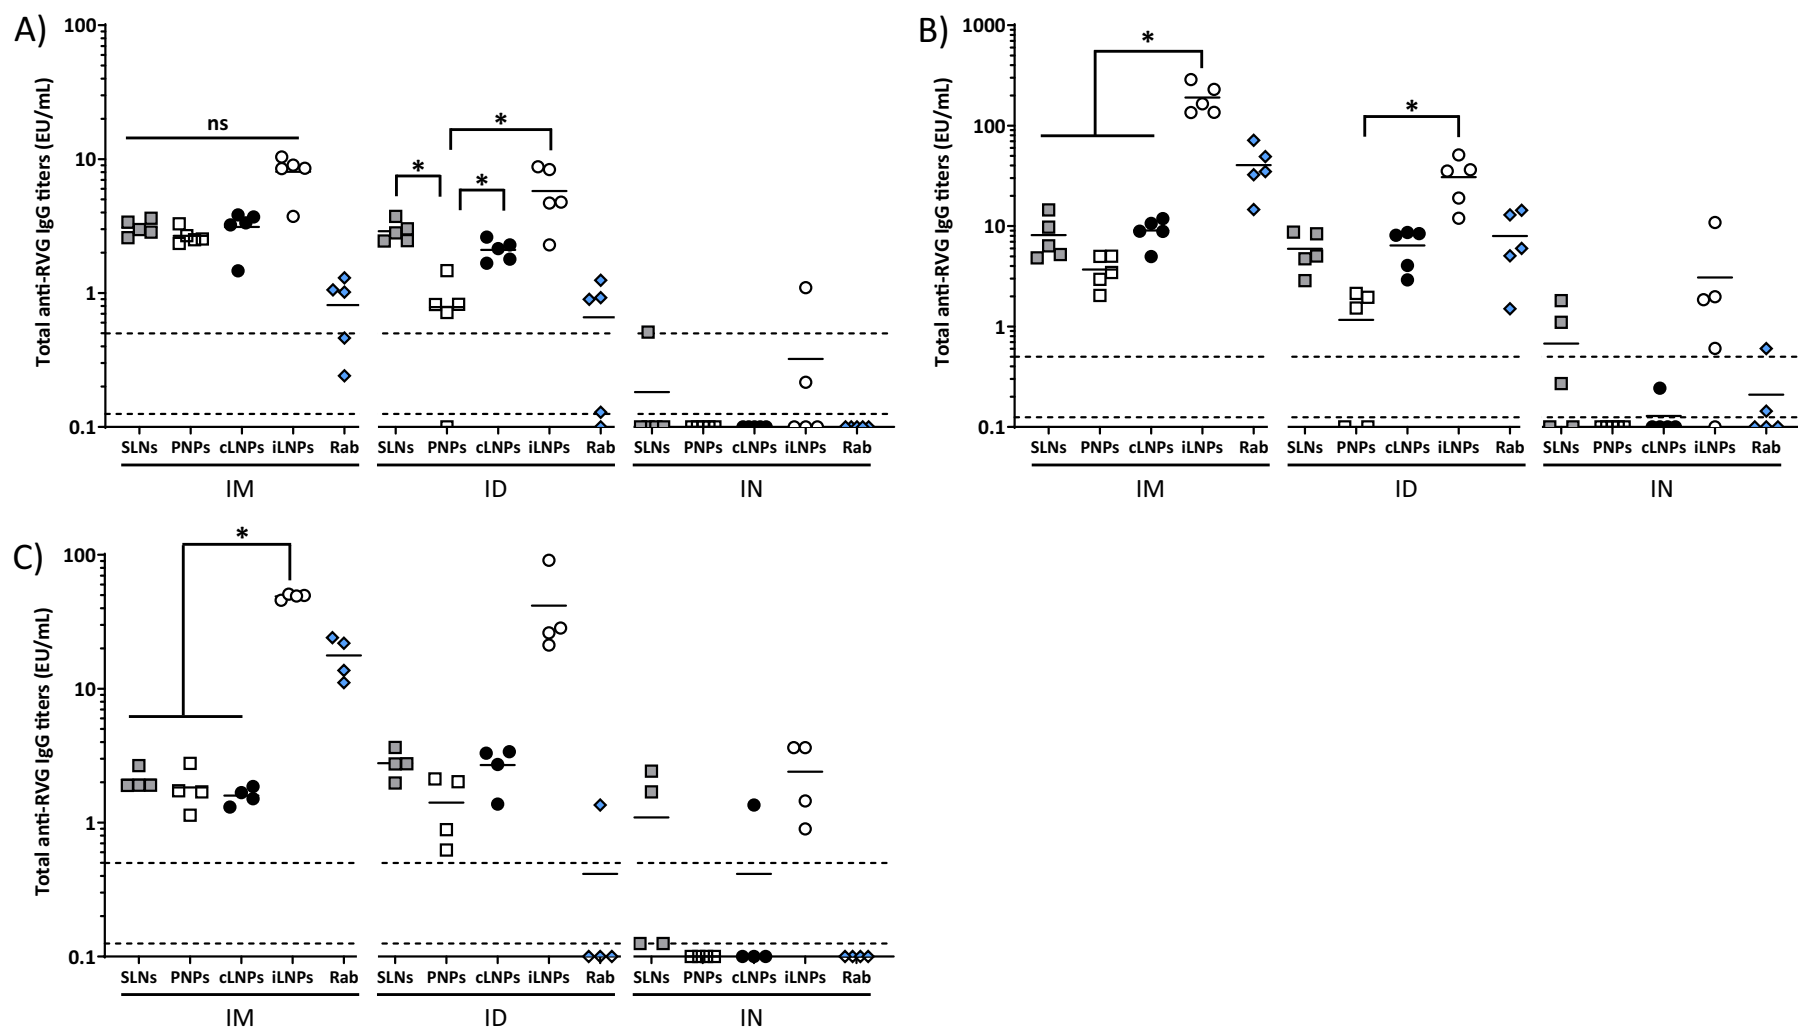 A)
Total anti-RVG IgG titers (EU/mL)
100
10
1
0.1
ns
*
*
*
SLNs PNPs cLNPs iLNPs Rab
SLNs PNPs cLNPs iLNPs Rab
SLNs PNPs cLNPs iLNPs Rab
IM ID IN
B)
Total anti-RVG IgG titers (EU/mL)
1000
100
10
1
0.1
*
*
SLNs PNPs cLNPs iLNPs Rab
SLNs PNPs cLNPs iLNPs Rab
SLNs PNPs cLNPs iLNPs Rab
IM ID IN
C)
Total anti-RVG IgG titers (EU/mL)
100
10
1
0.1
*
SLNs PNPs cLNPs iLNPs Rab
SLNs PNPs cLNPs iLNPs Rab
SLNs PNPs cLNPs iLNPs Rab
IM ID IN